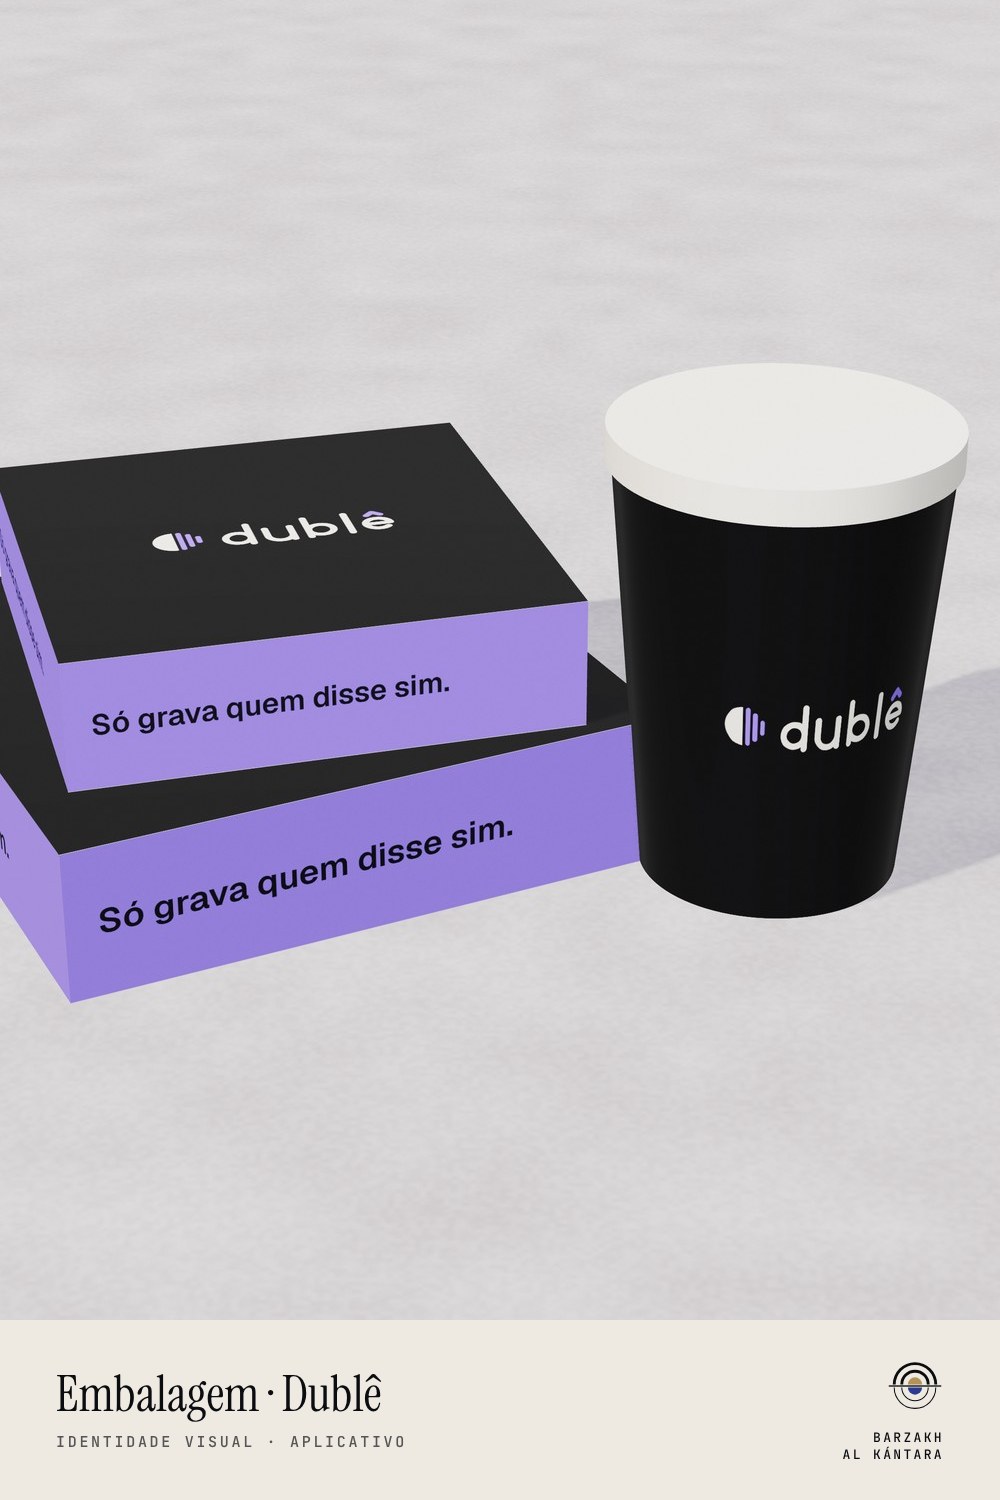 dublê
Só grava quem disse sim.
Só grava quem disse sim.
dublê
Embalagem · Dublê
IDENTIDADE VISUAL · APLICATIVO
BARZAKH
AL KÁNTARA